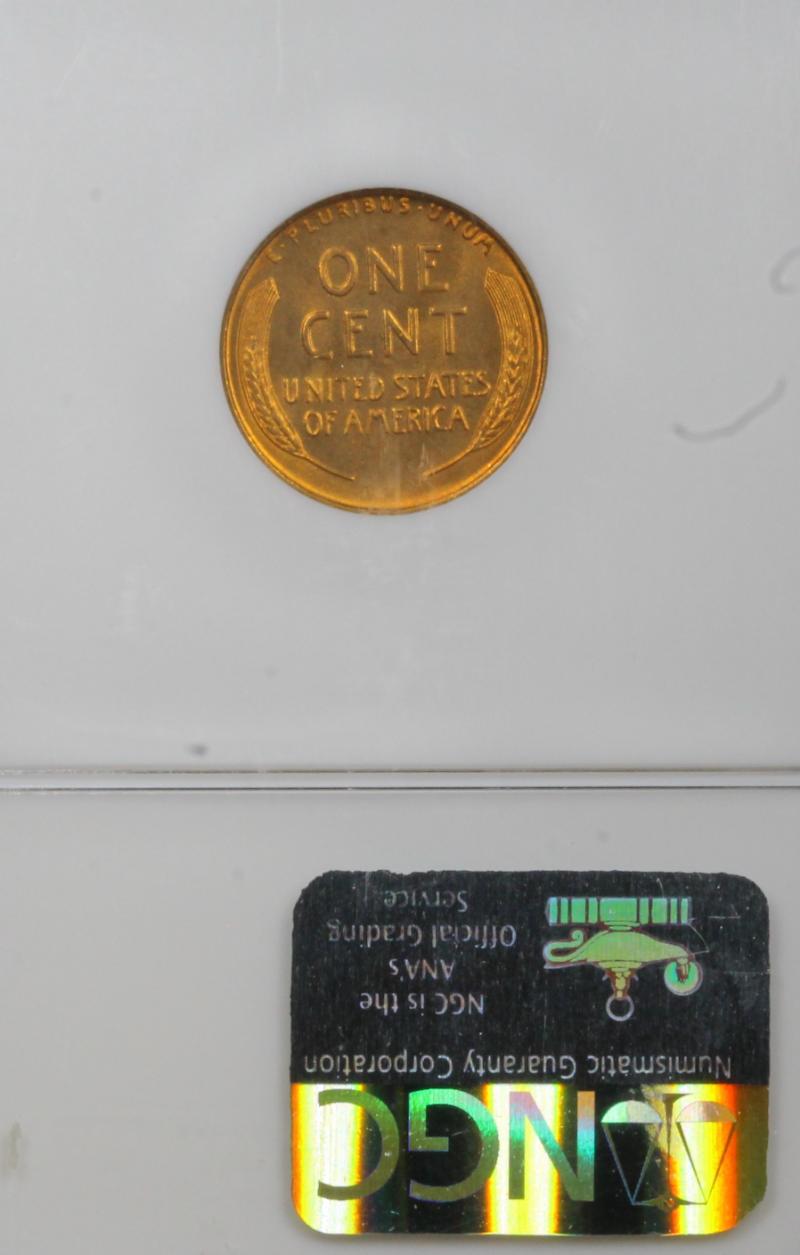 E · PLURIBUS · UNUM
ONE
CENT
UNITED STATES
OF AMERICA
NGC
Numismatic Guaranty Corporation
NGC is the
ANA's
Official Grading
Service